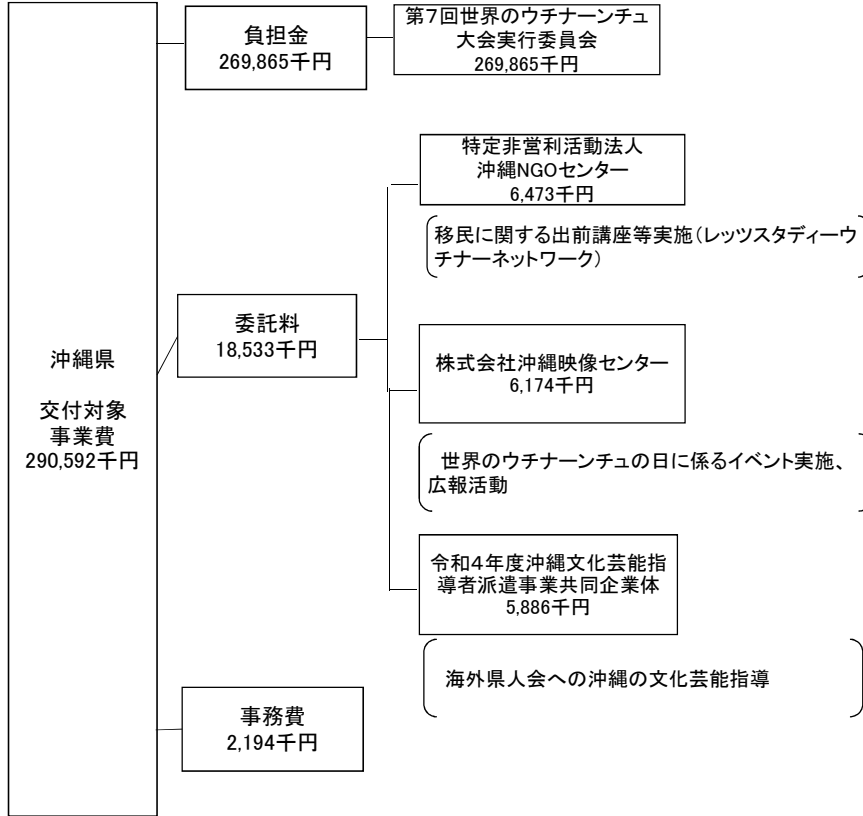 沖縄県
交付対象
事業費
290,592千円
負担金
269,865千円
第７回世界のウチナーンチュ
大会実行委員会
269,865千円
委託料
18,533千円
特定非営利活動法人
沖縄NGOセンター
6,473千円
移民に関する出前講座等実施（レッツスタディーウ
チナーネットワーク）
株式会社沖縄映像センター
6,174千円
世界のウチナーンチュの日に係るイベント実施、
広報活動
令和４年度沖縄文化芸能指
導者派遣事業共同企業体
5,886千円
海外県人会への沖縄の文化芸能指導
事務費
2,194千円